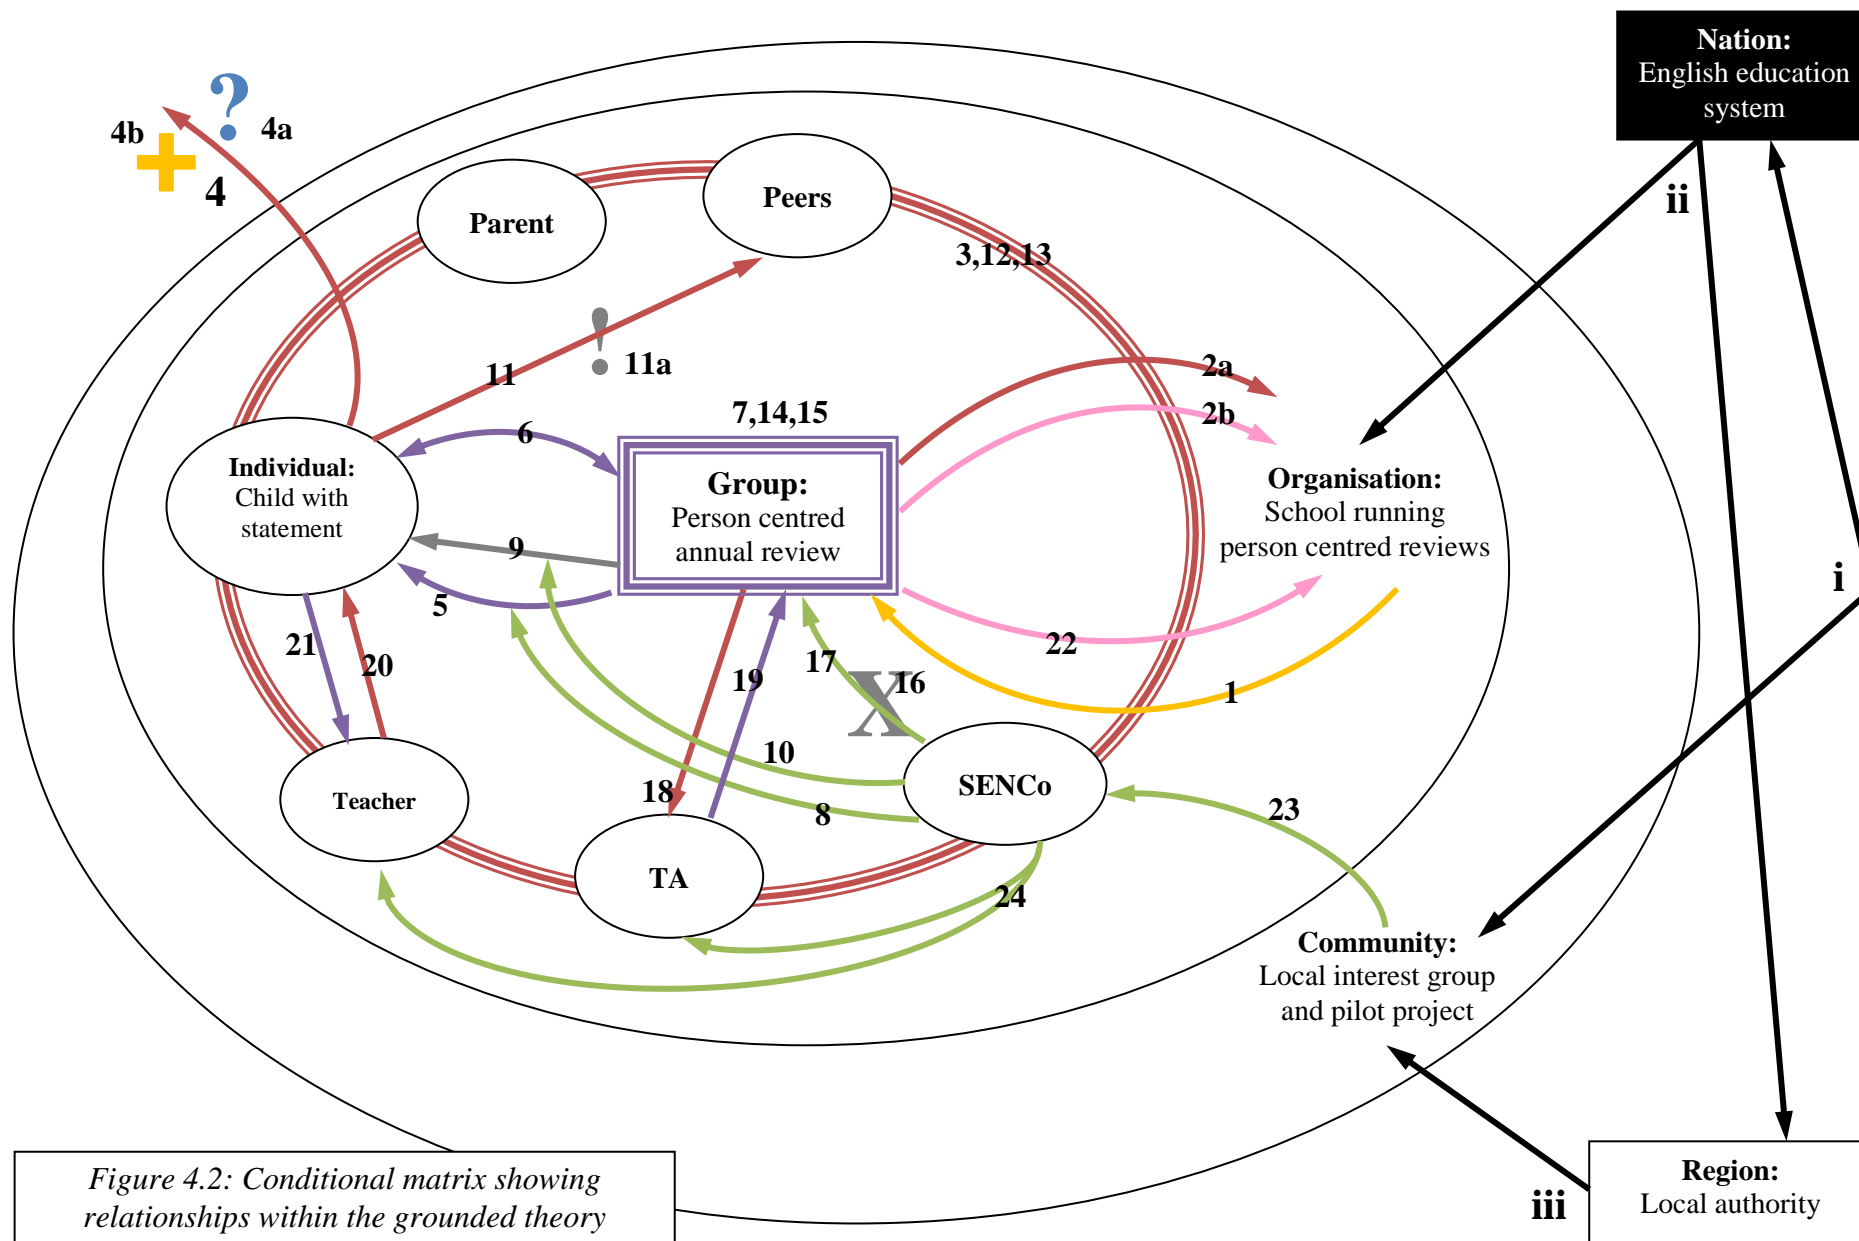 Nation:
English education
system
?
4b
4a
4
ii
Parent
Peers
3,12,13
!
11
11a
2a
2b
7,14,15
6
Individual:
Child with
statement
Group:
Person centred
annual review
Organisation:
School running
person centred reviews
9
5
i
21
20
22
17
16
X
19
1
10
18
8
SENCo
23
Teacher
TA
24
Community:
Local interest group
and pilot project
Figure 4.2: Conditional matrix showing
relationships within the grounded theory
Region:
Local authority
iii